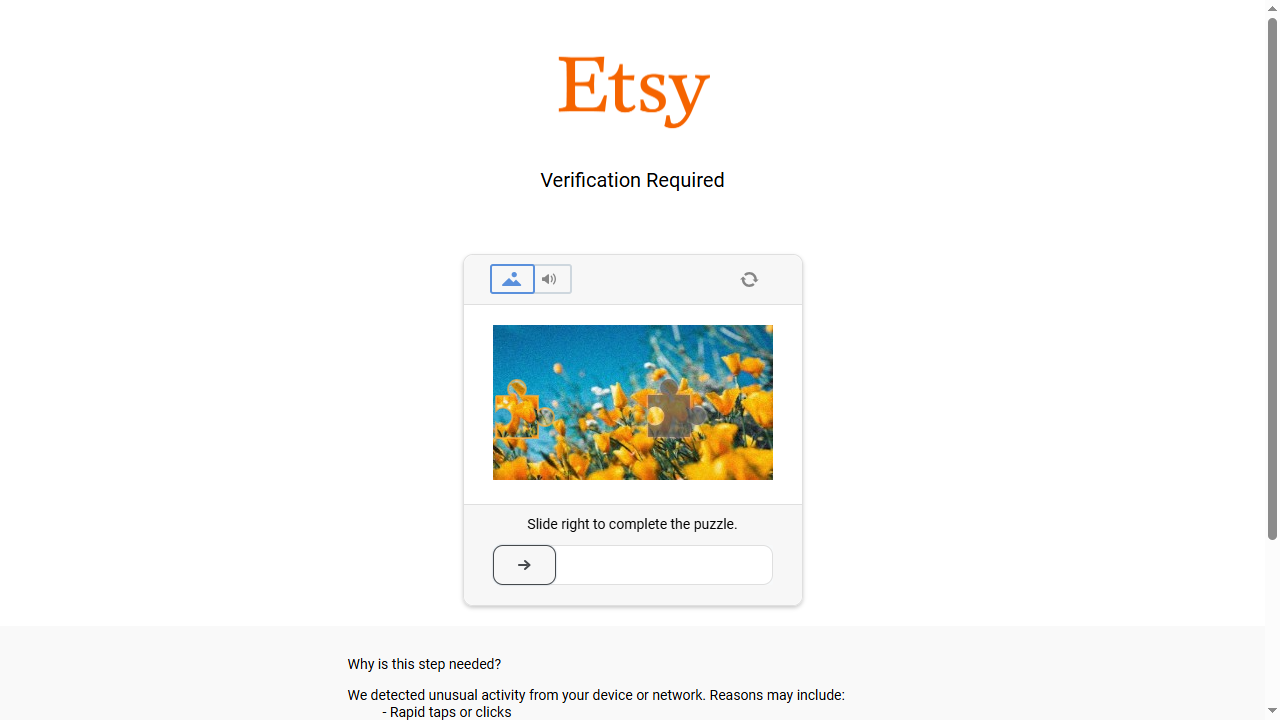 Etsy
Verification Required
Slide right to complete the puzzle.
Why is this step needed?
We detected unusual activity from your device or network. Reasons may include:
- Rapid taps or clicks